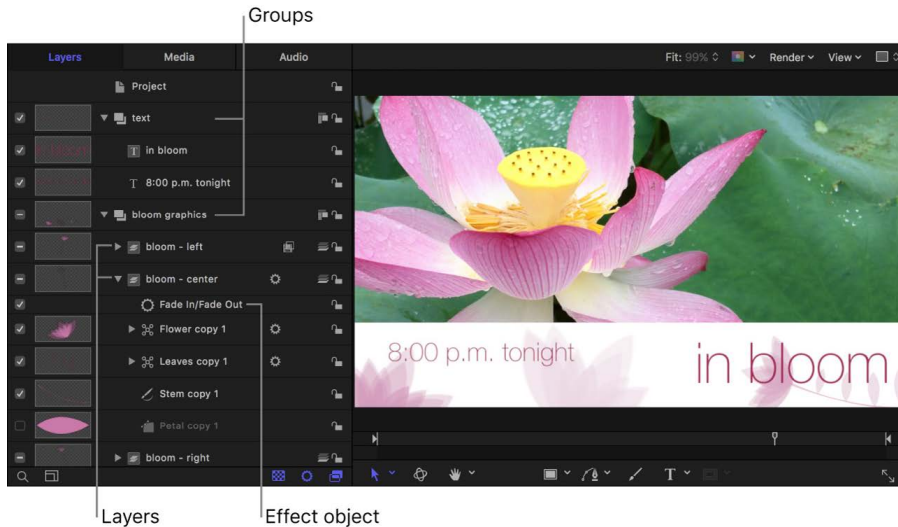 Groups
Layers Media Audio
Fit: 99% Render View
Project
text
in bloom
8:00 p.m. tonight
bloom graphics
bloom - left
bloom - center
Fade In/Fade Out
Flower copy 1
Leaves copy 1
Stem copy 1
Petal copy 1
bloom - right
8:00 p.m. tonight
in bloom
T
Layers
Effect object